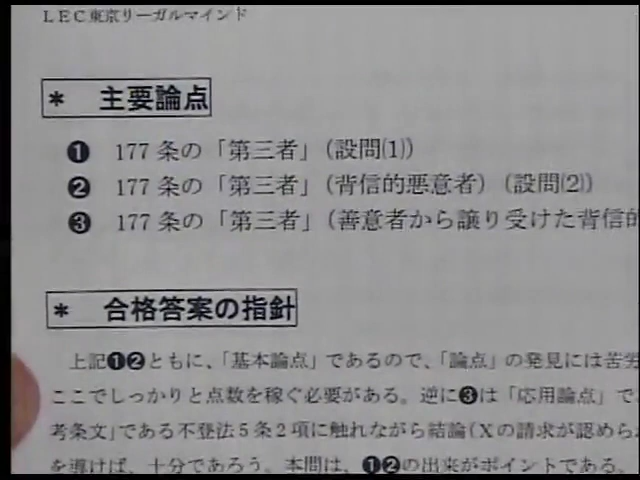 LEC東京リーガルマインド
* 主要論点
❶ 177条の「第三者」(設問⑴)
❷ 177条の「第三者」(背信的悪意者)(設問⑵)
❸ 177条の「第三者」(善意者から譲り受けた背信的
* 合格答案の指針
上記❶❷ともに、「基本論点」であるので、「論点」の発見には苦労
ここでしっかりと点数を稼ぐ必要がある。逆に❸は「応用論点」で
考条文」である不登法5条2項に触れながら結論(Xの請求が認めら
を導けば、十分であろう。本問は、❶❷の出来がポイントである。